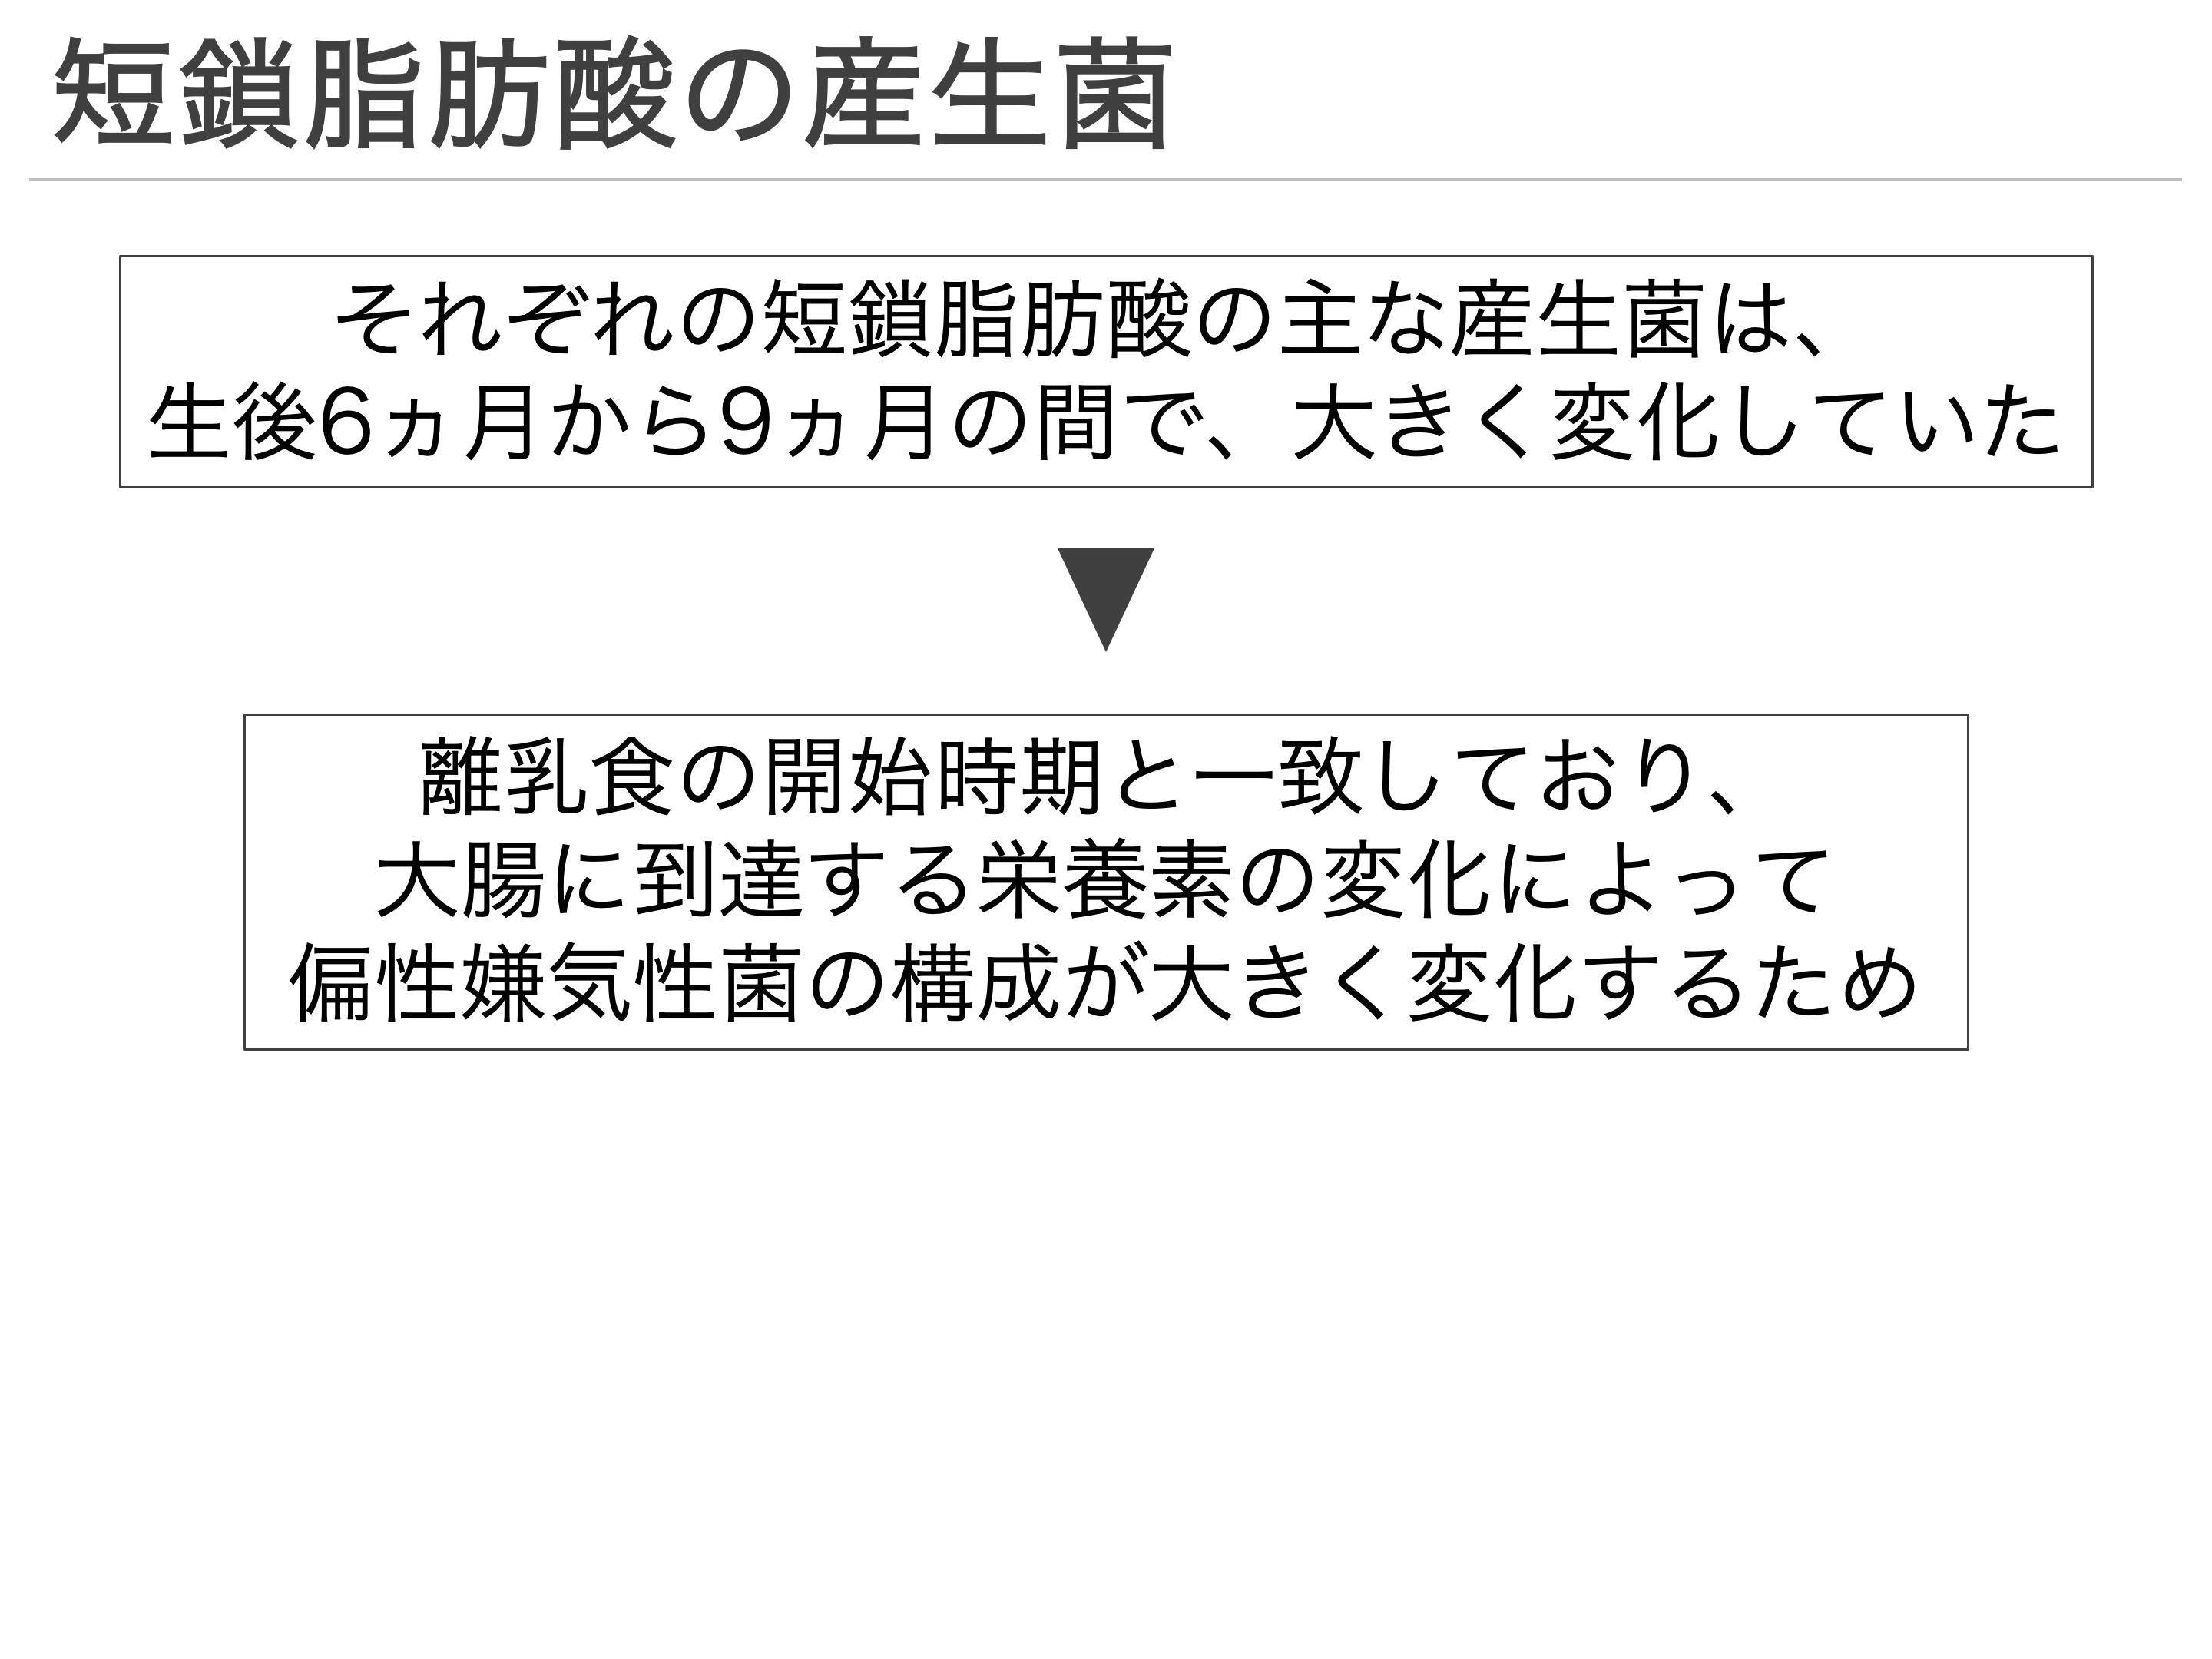 短鎖脂肪酸の産生菌
それぞれの短鎖脂肪酸の主な産生菌は、
生後6ヵ月から9ヵ月の間で、 大きく変化していた
離乳食の開始時期と一致しており、
大腸に到達する栄養素の変化によって
偏性嫌気性菌の構成が大きく変化するため